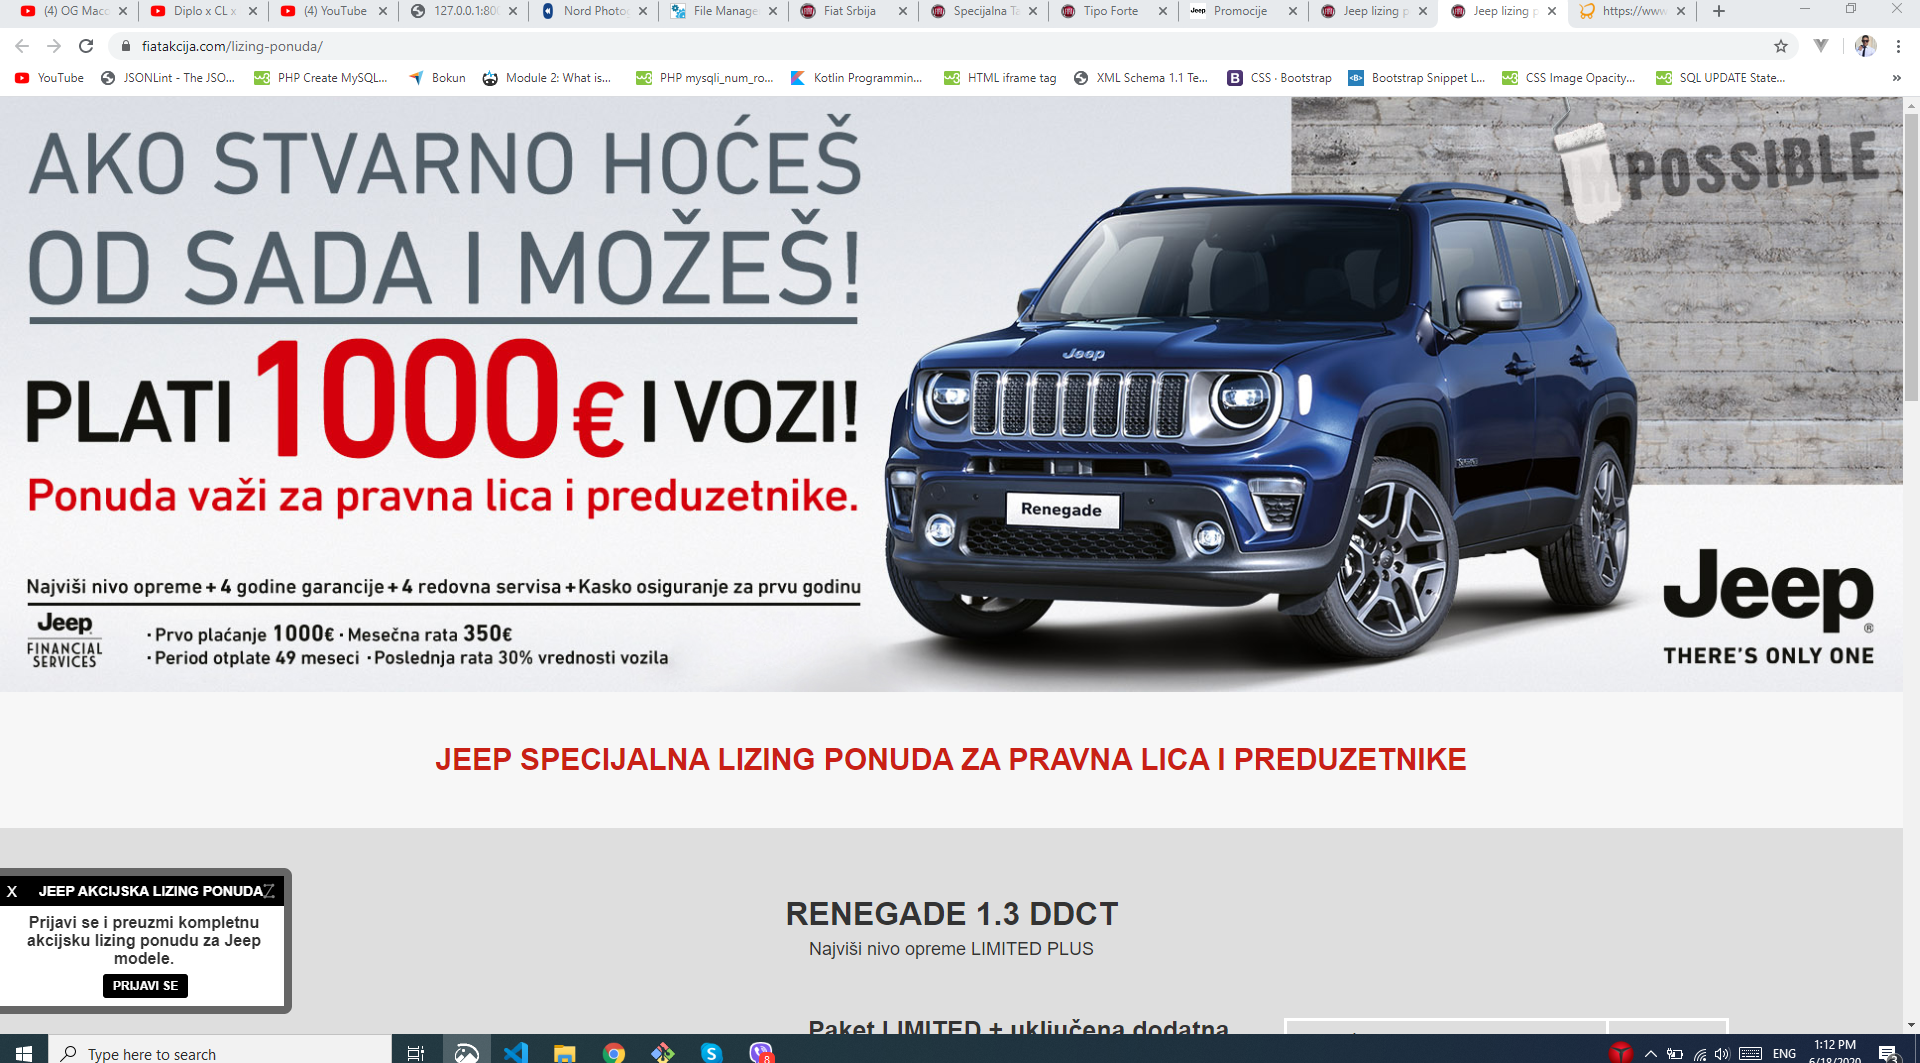 (4) OG Maco
Diplo x CL x
(4) YouTube
127.0.0.1:800
Nord Photoc
File Manage
Fiat Srbija
Specijalna Ta
Tipo Forte
Promocije
Jeep lizing p
Jeep lizing p
https://www
fiatakcija.com/lizing-ponuda/
YouTube
JSONLint - The JSO...
PHP Create MySQL...
Bokun
Module 2: What is...
PHP mysqli_num_ro...
Kotlin Programmin...
HTML iframe tag
XML Schema 1.1 Te...
CSS · Bootstrap
Bootstrap Snippet L...
CSS Image Opacity...
SQL UPDATE State...
AKO STVARNO HOĆEŠ
OD SADA I MOŽEŠ!
PLATI 1000€ I VOZI!
Ponuda važi za pravna lica i preduzetnike.
Najviši nivo opreme + 4 godine garancije + 4 redovna servisa + Kasko osiguranje za prvu godinu
Jeep
FINANCIAL
SERVICES
· Prvo plaćanje 1000€ · Mesečna rata 350€
· Period otplate 49 meseci · Poslednja rata 30% vrednosti vozila
IMPOSSIBLE
Jeep
Renegade
Jeep®
THERE'S ONLY ONE
JEEP SPECIJALNA LIZING PONUDA ZA PRAVNA LICA I PREDUZETNIKE
RENEGADE 1.3 DDCT
Najviši nivo opreme LIMITED PLUS
Paket LIMITED + uključena dodatna
X JEEP AKCIJSKA LIZING PONUDA
Prijavi se i preuzmi kompletnu
akcijsku lizing ponudu za Jeep
modele.
PRIJAVI SE
Type here to search
8
ENG
1:12 PM
6/18/2020
3